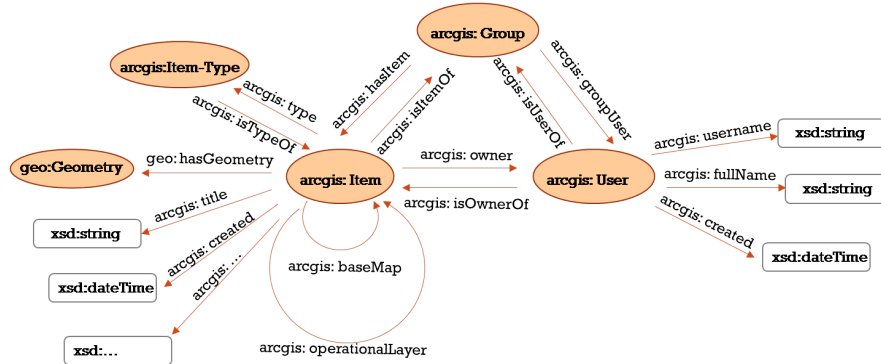 arcgis: Group
arcgis:Item-Type
arcgis: hasItem
arcgis: isItemOf
arcgis: isUserOf
arcgis: groupUser
arcgis: type
arcgis: isTypeOf
geo:Geometry
geo: hasGeometry
arcgis: Item
arcgis: owner
arcgis: isOwnerOf
arcgis: User
arcgis: username
xsd:string
arcgis: fullName
xsd:string
arcgis: created
xsd:dateTime
arcgis: title
xsd:string
arcgis: created
xsd:dateTime
arcgis: ...
xsd:...
arcgis: baseMap
arcgis: operationalLayer